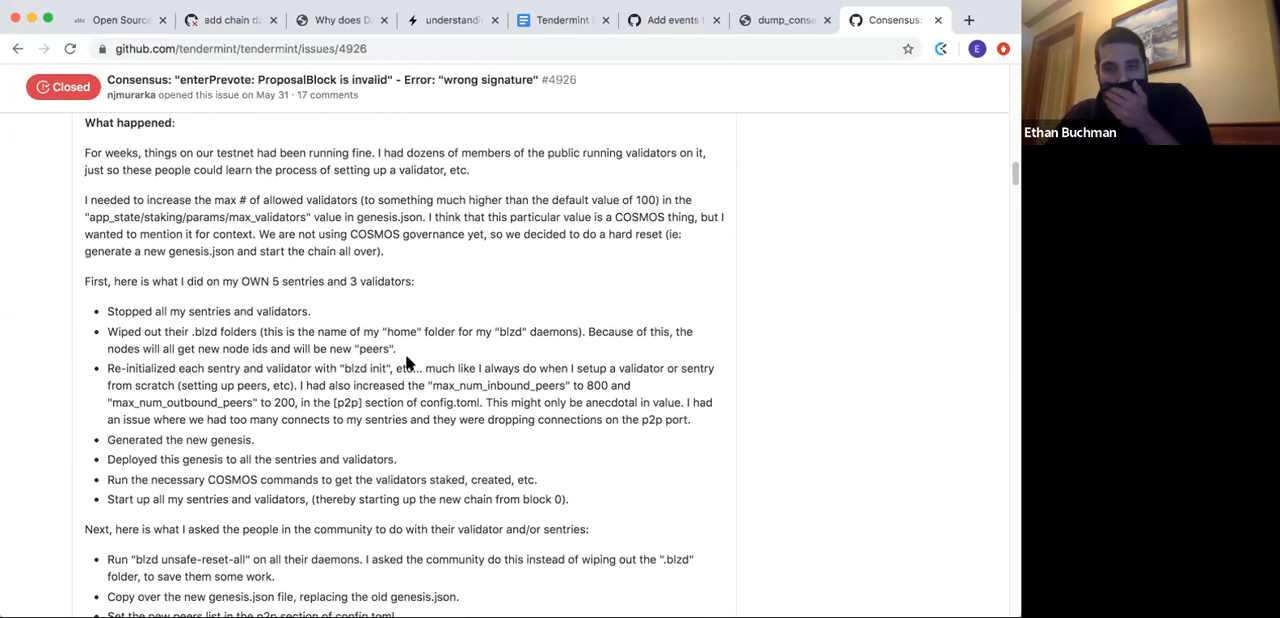 Open Source
add chain d
Why does D
understandi
Tendermint
Add events
dump_conse
Consensus:
github.com/tendermint/tendermint/issues/4926
E
Closed
Consensus: "enterPrevote: ProposalBlock is invalid" - Error: "wrong signature" #4926
njmurarka opened this issue on May 31 · 17 comments
What happened:
For weeks, things on our testnet had been running fine. I had dozens of members of the public running validators on it,
just so these people could learn the process of setting up a validator, etc.
I needed to increase the max # of allowed validators (to something much higher than the default value of 100) in the
"app_state/staking/params/max_validators" value in genesis.json. I think that this particular value is a COSMOS thing, but I
wanted to mention it for context. We are not using COSMOS governance yet, so we decided to do a hard reset (ie:
generate a new genesis.json and start the chain all over).
First, here is what I did on my OWN 5 sentries and 3 validators:
• Stopped all my sentries and validators.
• Wiped out their .blzd folders (this is the name of my "home" folder for my "blzd" daemons). Because of this, the
nodes will all get new node ids and will be new "peers".
• Re-initialized each sentry and validator with "blzd init", etc... much like I always do when I setup a validator or sentry
from scratch (setting up peers, etc). I had also increased the "max_num_inbound_peers" to 800 and
"max_num_outbound_peers" to 200, in the [p2p] section of config.toml. This might only be anecdotal in value. I had
an issue where we had too many connects to my sentries and they were dropping connections on the p2p port.
• Generated the new genesis.
• Deployed this genesis to all the sentries and validators.
• Run the necessary COSMOS commands to get the validators staked, created, etc.
• Start up all my sentries and validators, (thereby starting up the new chain from block 0).
Next, here is what I asked the people in the community to do with their validator and/or sentries:
• Run "blzd unsafe-reset-all" on all their daemons. I asked the community do this instead of wiping out the ".blzd"
folder, to save them some work.
• Copy over the new genesis.json file, replacing the old genesis.json.
• Set the new peers list in the p2p section of config.toml
Ethan Buchman